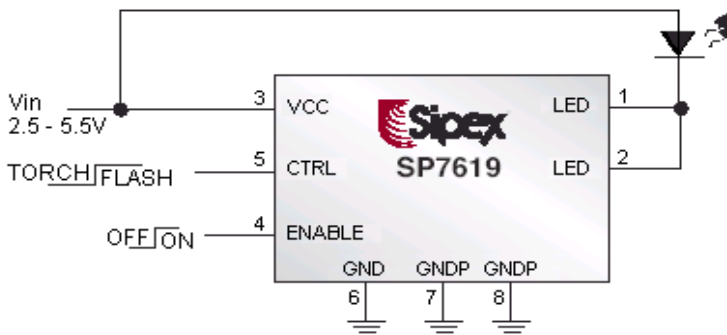 Vin
2.5 - 5.5V
3
VCC
Sipex
SP7619
LED
1
TORCH FLASH
5
CTRL
LED
2
OFF ON
4
ENABLE
GND
GNDP
GNDP
6
7
8